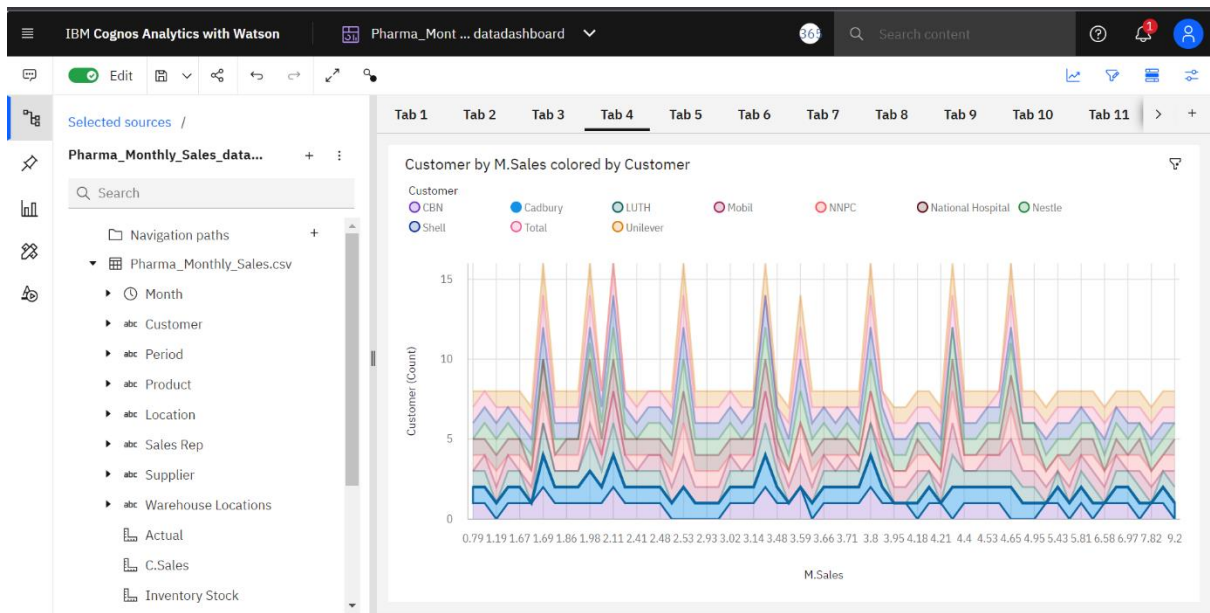 IBM Cognos Analytics with Watson
Pharma_Mont ... datadashboard
365
Search content
1
Edit
Selected sources /
Pharma_Monthly_Sales_data...
Search
Navigation paths
Pharma_Monthly_Sales.csv
Month
abc Customer
abc Period
abc Product
abc Location
abc Sales Rep
abc Supplier
abc Warehouse Locations
Actual
C.Sales
Inventory Stock
Tab 1 Tab 2 Tab 3 Tab 4 Tab 5 Tab 6 Tab 7 Tab 8 Tab 9 Tab 10 Tab 11
Customer by M.Sales colored by Customer
Customer
CBN Cadbury LUTH Mobil NNPC National Hospital Nestle
Shell Total Unilever
15
10
5
0
Customer (Count)
0.79 1.19 1.67 1.69 1.86 1.98 2.11 2.41 2.48 2.53 2.93 3.02 3.14 3.48 3.59 3.66 3.71 3.8 3.95 4.18 4.21 4.4 4.53 4.65 4.95 5.43 5.81 6.58 6.97 7.82 9.2
M.Sales